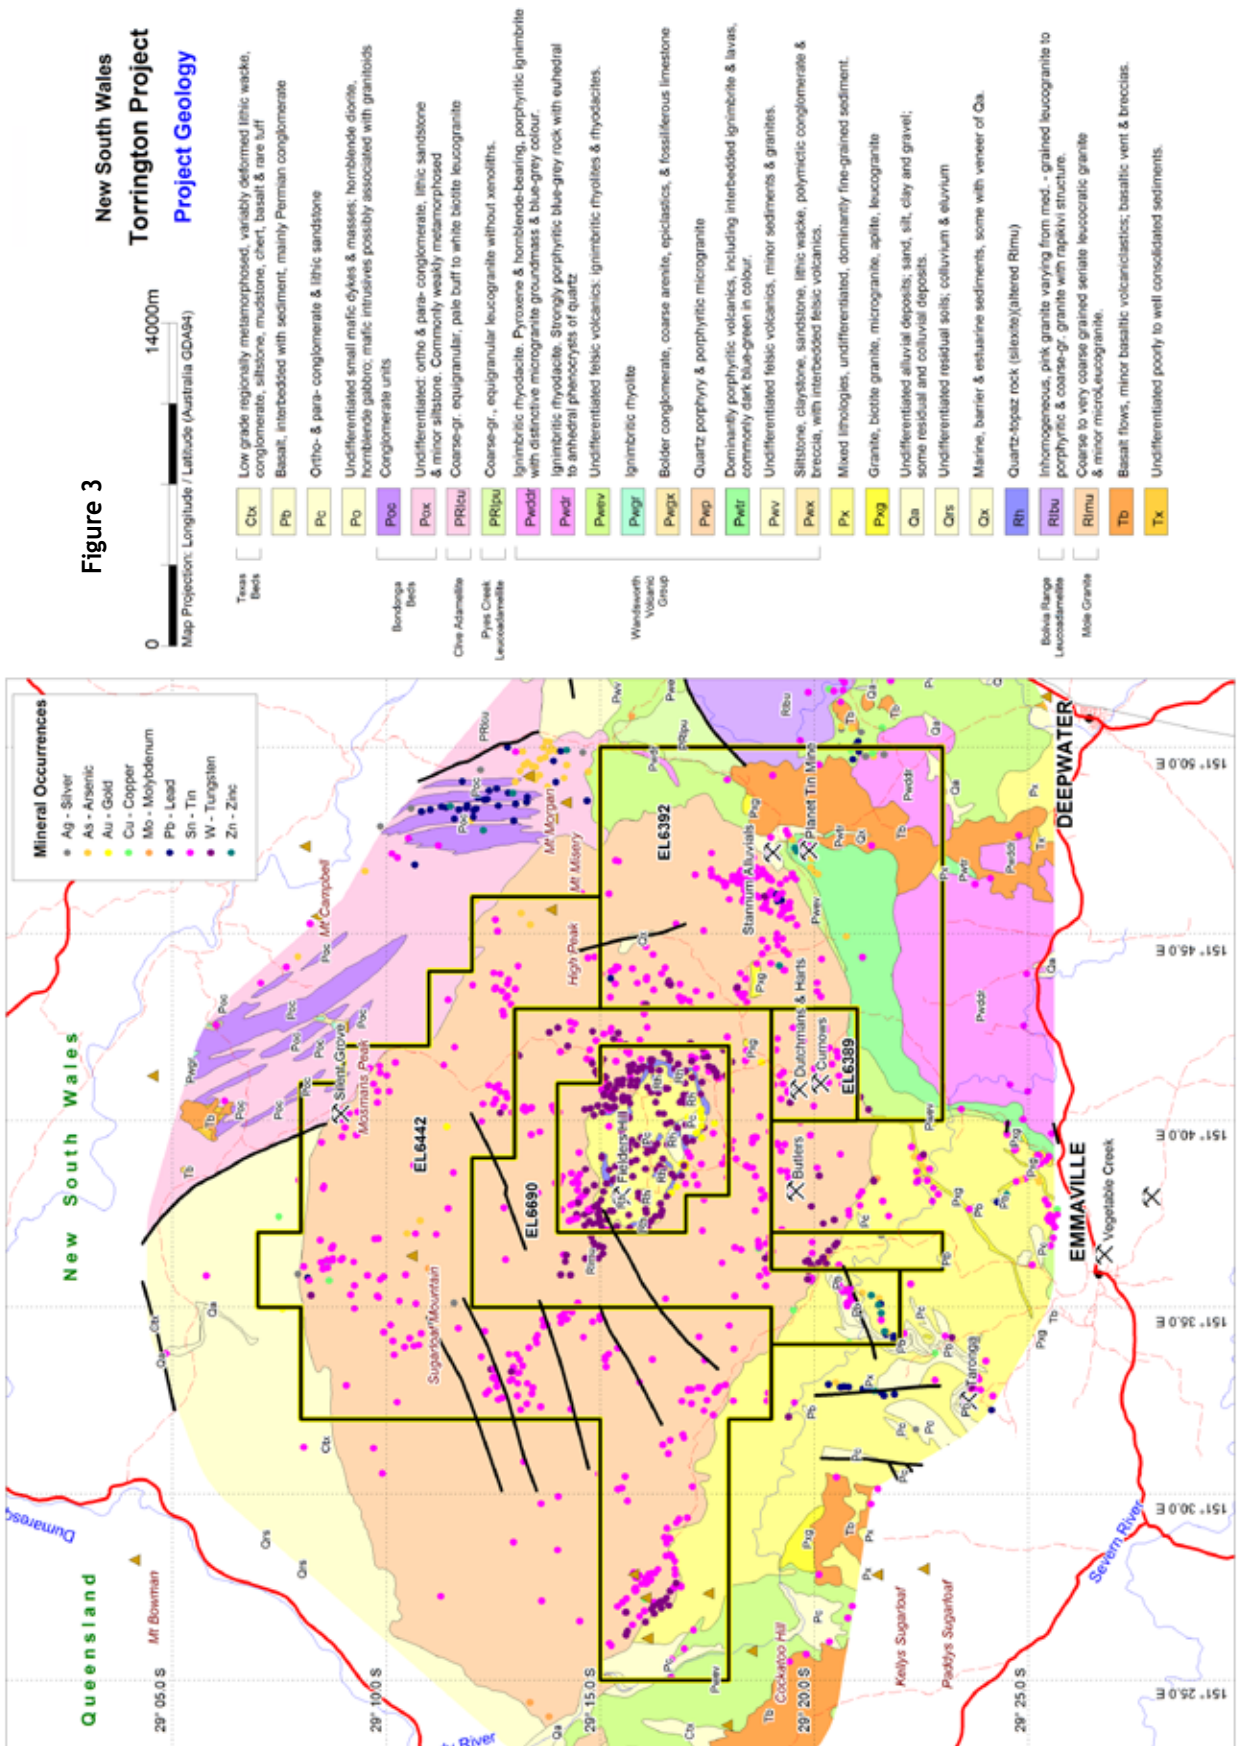 New South Wales
Torrington Project
Project Geology
Figure 3
0
14000m
Map Projection: Longitude / Latitude (Australia GDA94)
Texas
Beds
Ctx
Low grade regionally metamorphosed, variably deformed lithic wacke,
conglomerate, siltstone, mudstone, chert, basalt & rare tuff
Pb
Basalt, interbedded with sediment, mainly Permian conglomerate
Pc
Ortho- & para- conglomerate & lithic sandstone
Po
Undifferentiated small mafic dykes & masses; hornblende diorite,
hornblende gabbro; mafic intrusives possibly associated with granitoids
Bondonga
Beds
Poc
Conglomerate units
Pox
Undifferentiated: ortho & para- conglomerate, lithic sandstone
& minor siltstone. Commonly weakly metamorphosed
Clive Adamellite
PRlcu
Coarse-gr. equigranular, pale buff to white biotite leucogranite
Pyes Creek
Leucoadamellite
PRlpu
Coarse-gr., equigranular leucogranite without xenoliths.
Wandsworth
Volcanic
Group
Pwddr
Ignimbritic rhyodacite. Pyroxene & hornblende-bearing, porphyritic ignimbrite
with distinctive microgranite groundmass & blue-grey colour.
Pwdr
Ignimbritic rhyodacite. Strongly porphyritic blue-grey rock with euhedral
to anhedral phenocrysts of quartz
Pwev
Undifferentiated felsic volcanics: ignimbritic rhyolites & rhyodacites.
Pwgr
Ignimbritic rhyolite
Pwgx
Bolder conglomerate, coarse arenite, epiclastics, & fossiliferous limestone
Pwp
Quartz porphyry & porphyritic microgranite
Pwtr
Dominantly porphyritic volcanics, including interbedded ignimbrite & lavas,
commonly dark blue-green in colour.
Pwv
Undifferentiated felsic volcanics, minor sediments & granites.
Pwx
Siltstone, claystone, sandstone, lithic wacke, polymictic conglomerate &
breccia, with interbedded felsic volcanics.
Px
Mixed lithologies, undifferentiated, dominantly fine-grained sediment.
Pxg
Granite, biotite granite, microgranite, aplite, leucogranite
Qa
Undifferentiated alluvial deposits; sand, silt, clay and gravel;
some residual and colluvial deposits.
Qrs
Undifferentiated residual soils; colluvium & eluvium
Qx
Marine, barrier & estuarine sediments, some with veneer of Qa.
Rh
Quartz-topaz rock (silexite)(altered Rlmu)
Bolivia Range
Leucoadamellite
Rlbu
Inhomogeneous, pink granite varying from med. - grained leucogranite to
porphyritic & coarse-gr. granite with rapikivi structure.
Mole Granite
Rlmu
Coarse to very coarse grained seriate leucocratic granite
& minor microLeucogranite.
Tb
Basalt flows, minor basaltic volcaniclastics; basaltic vent & breccias.
Tx
Undifferentiated poorly to well consolidated sediments.
Mineral Occurrences
Ag - Silver
As - Arsenic
Au - Gold
Cu - Copper
Mo - Molybdenum
Pb - Lead
Sn - Tin
W - Tungsten
Zn - Zinc
Queensland
New South Wales
Mt Bowman
Mt Campbell
Silent Grove
Mosmans Peak
Mt Morgan
Mt Misery
High Peak
Sugarloaf Mountain
EL6442
EL6690
EL6392
EL6389
Fielders Hill
Stannum Alluvials
Planet Tin Mine
Dutchmans & Harts
Curnows
Butlers
Taronga
Cockatoo Hill
Kellys Sugarloaf
Paddys Sugarloaf
Severn River
EMMAVILLE
Vegetable Creek
DEEPWATER
29° 05.0 S
29° 10.0 S
29° 15.0 S
29° 20.0 S
29° 25.0 S
151° 25.0 E
151° 30.0 E
151° 35.0 E
151° 40.0 E
151° 45.0 E
151° 50.0 E